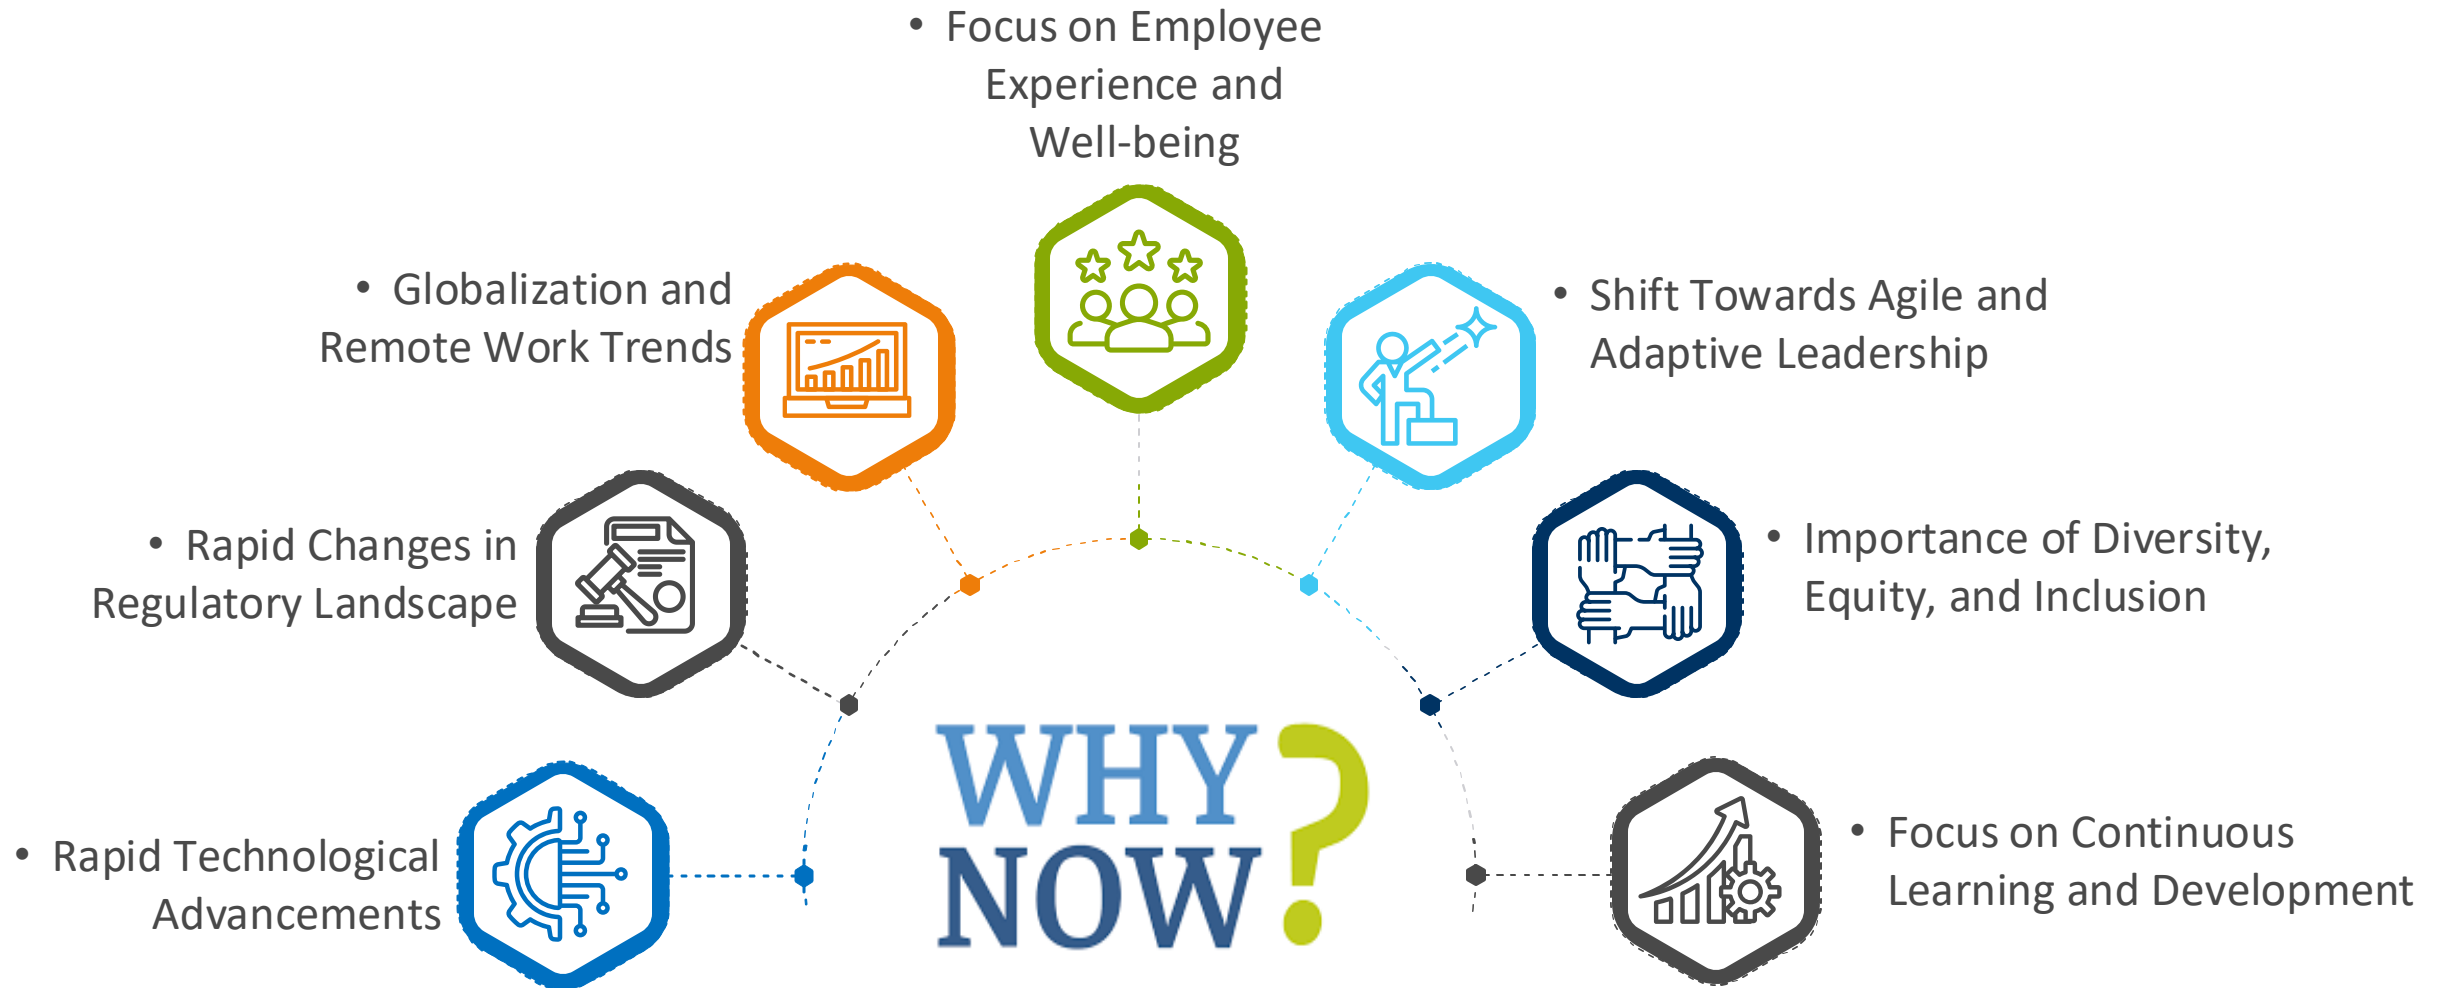 • Focus on Employee
Experience and
Well-being
• Globalization and
Remote Work Trends
• Shift Towards Agile and
Adaptive Leadership
• Rapid Changes in
Regulatory Landscape
• Importance of Diversity,
Equity, and Inclusion
• Rapid Technological
Advancements
WHY
NOW?
• Focus on Continuous
Learning and Development